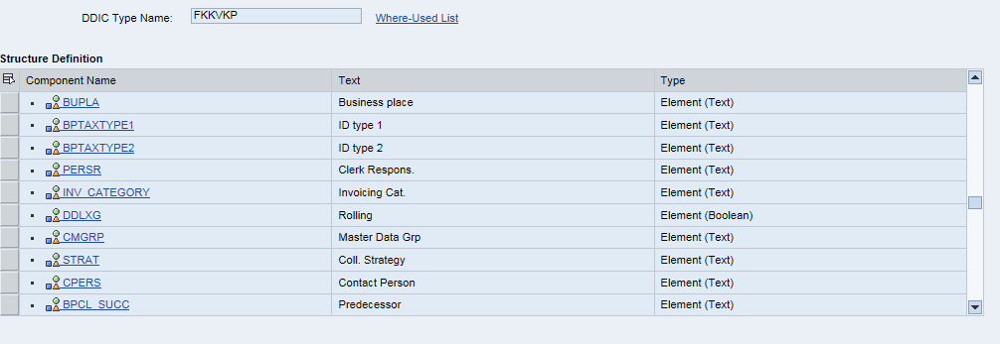 DDIC Type Name: FKKVKP Where-Used List
Structure Definition
Component Name Text Type
BUPLA Business place Element (Text)
BPTAXTYPE1 ID type 1 Element (Text)
BPTAXTYPE2 ID type 2 Element (Text)
PERSR Clerk Respons. Element (Text)
INV_CATEGORY Invoicing Cat. Element (Text)
DDLXG Rolling Element (Boolean)
CMGRP Master Data Grp Element (Text)
STRAT Coll. Strategy Element (Text)
CPERS Contact Person Element (Text)
BPCL_SUCC Predecessor Element (Text)